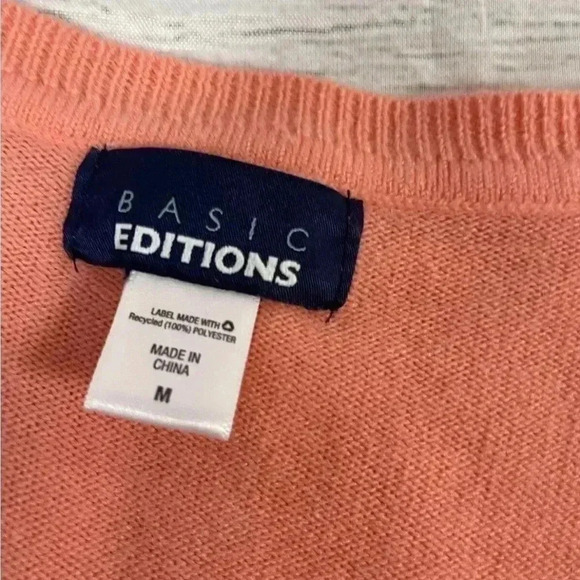 BASIC
EDITIONS
LABEL MADE WITH
Recycled (100%) POLYESTER
MADE IN
CHINA
M